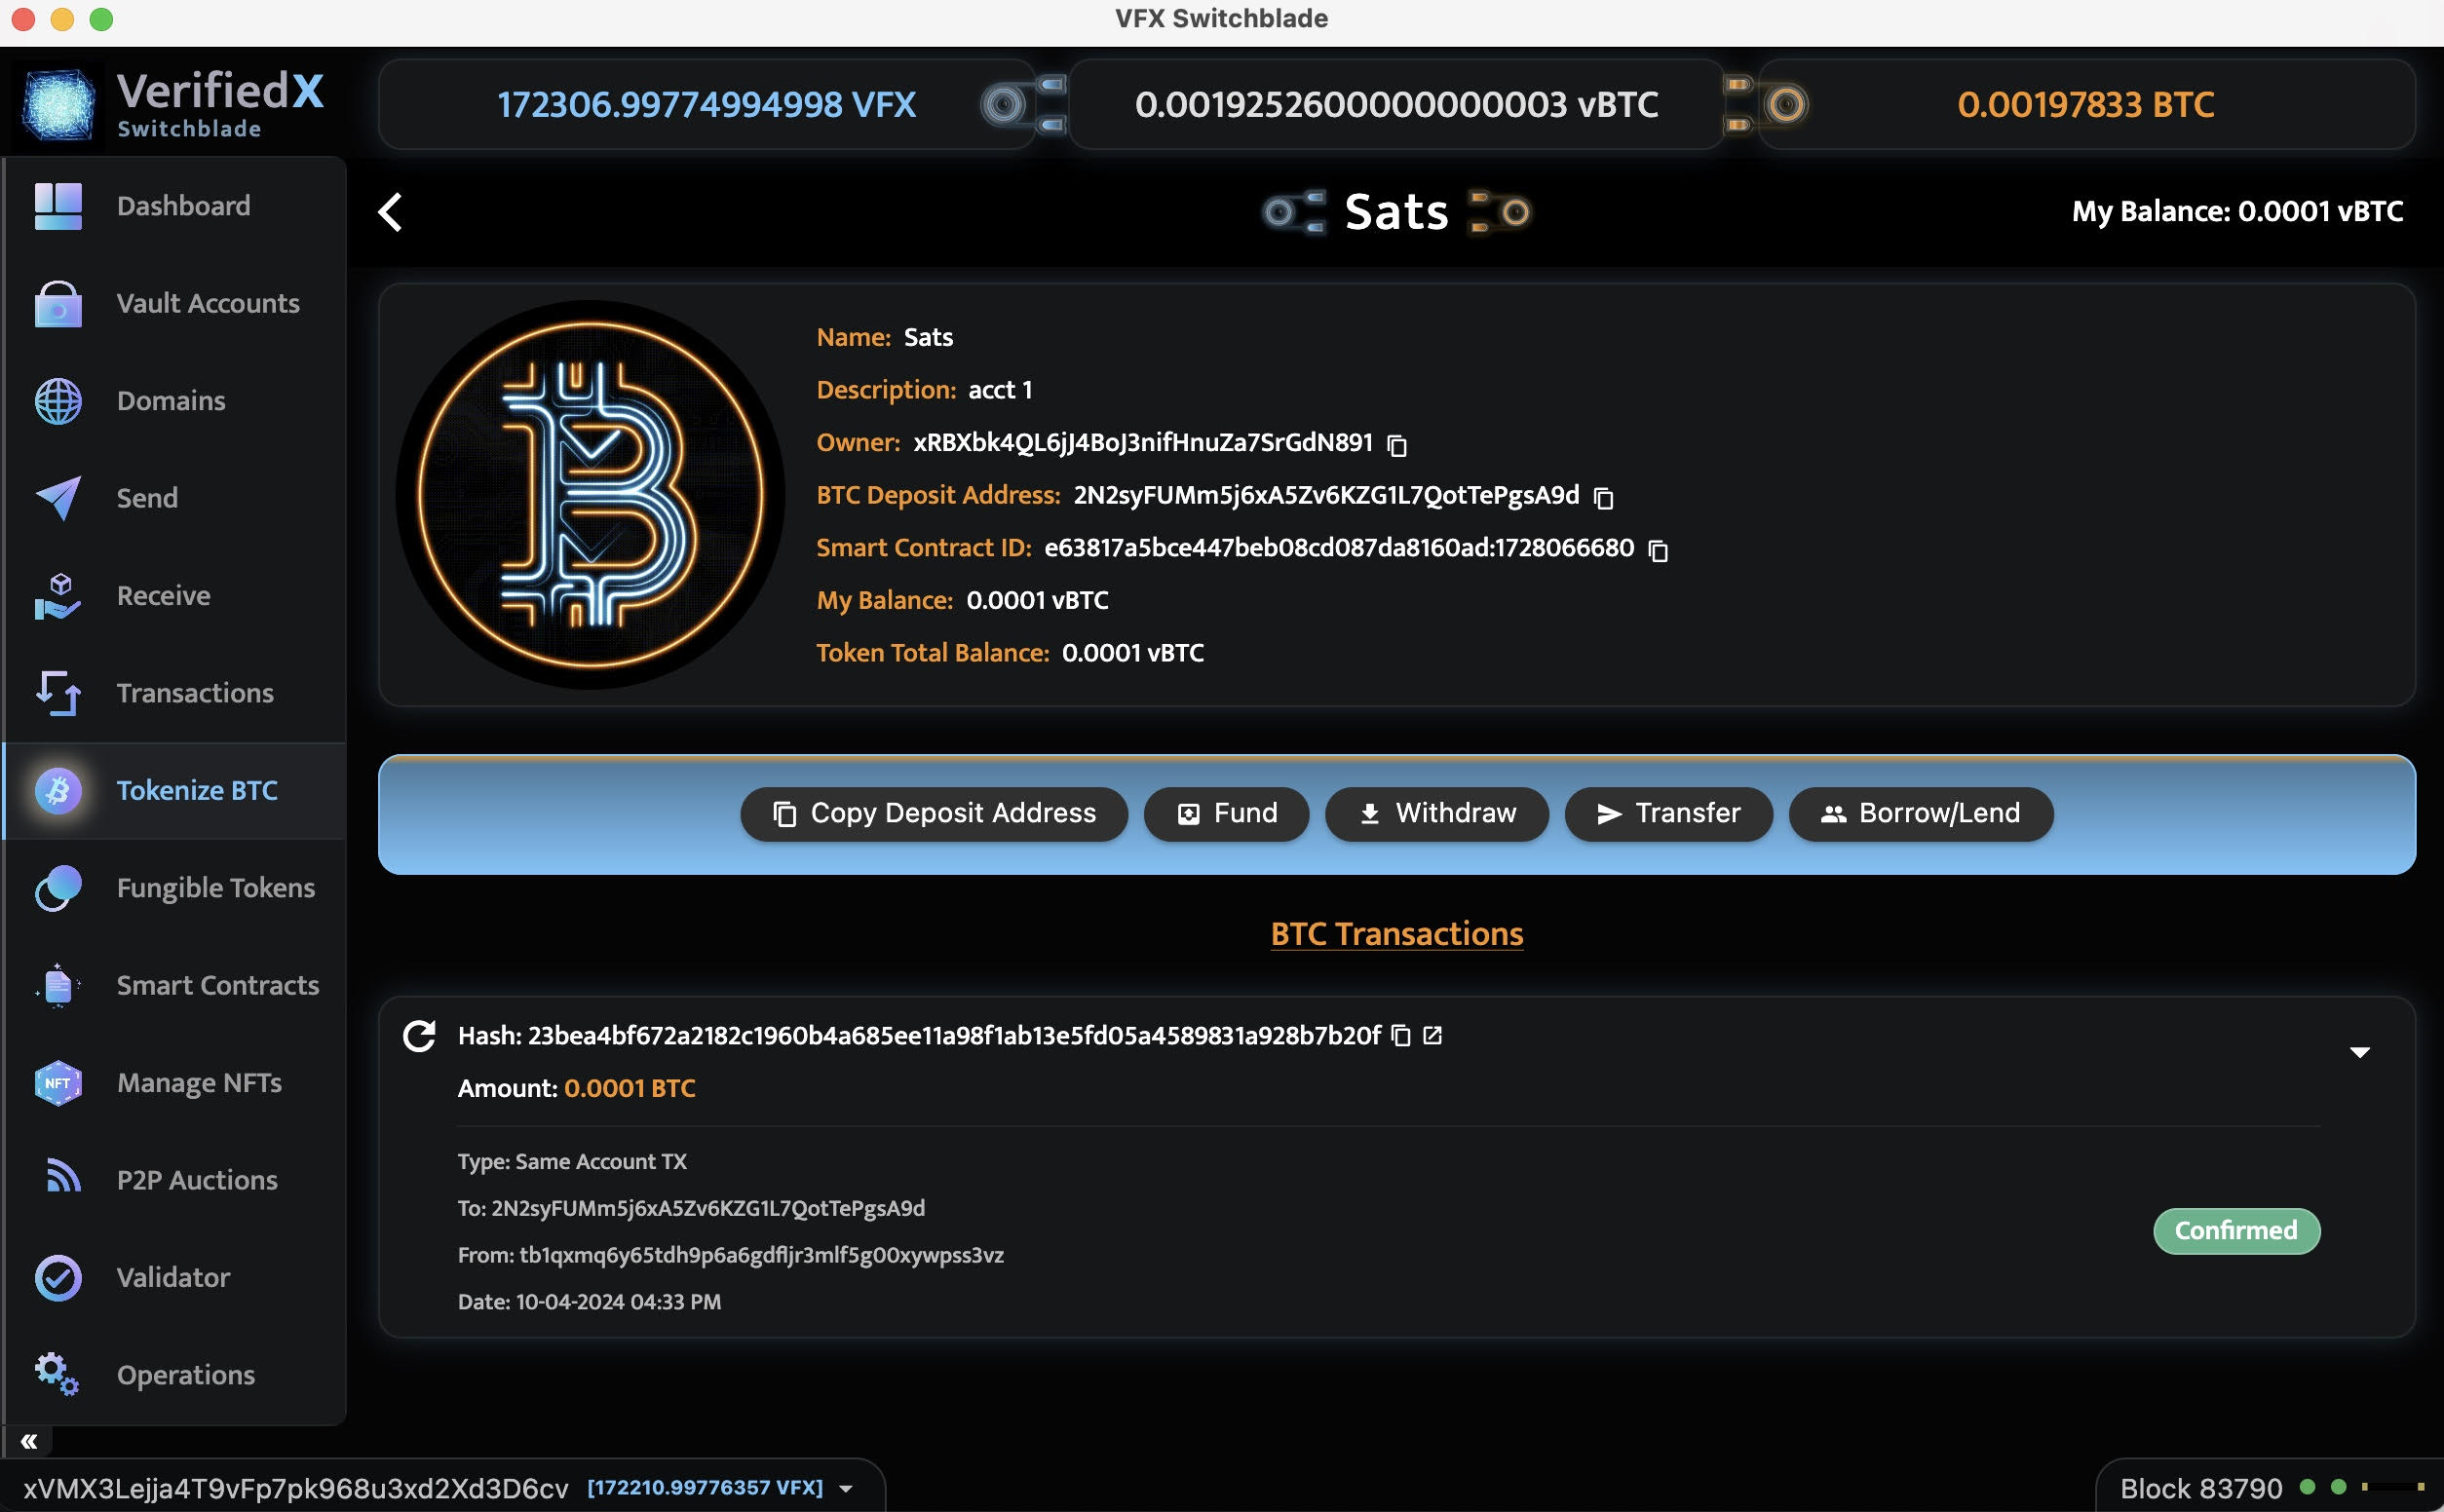 VFX Switchblade
VerifiedX
Switchblade
172306.99774994998 VFX
0.0019252600000000003 vBTC
0.00197833 BTC
Dashboard
Vault Accounts
Domains
Send
Receive
Transactions
Tokenize BTC
Fungible Tokens
Smart Contracts
NFT
Manage NFTs
P2P Auctions
Validator
Operations
Sats
My Balance: 0.0001 vBTC
Name: Sats
Description: acct 1
Owner: xRBXbk4QL6jJ4BoJ3nifHnuZa7SrGdN891
BTC Deposit Address: 2N2syFUMm5j6xA5Zv6KZG1L7QotTePgsA9d
Smart Contract ID: e63817a5bce447beb08cd087da8160ad:1728066680
My Balance: 0.0001 vBTC
Token Total Balance: 0.0001 vBTC
Copy Deposit Address
Fund
Withdraw
Transfer
Borrow/Lend
BTC Transactions
Hash: 23bea4bf672a2182c1960b4a685ee11a98f1ab13e5fd05a4589831a928b7b20f
Amount: 0.0001 BTC
Type: Same Account TX
To: 2N2syFUMm5j6xA5Zv6KZG1L7QotTePgsA9d
From: tb1qxmq6y65tdh9p6a6gdfljr3mlf5g00xywpss3vz
Date: 10-04-2024 04:33 PM
Confirmed
xVMX3Lejja4T9vFp7pk968u3xd2Xd3D6cv [172210.99776357 VFX]
Block 83790